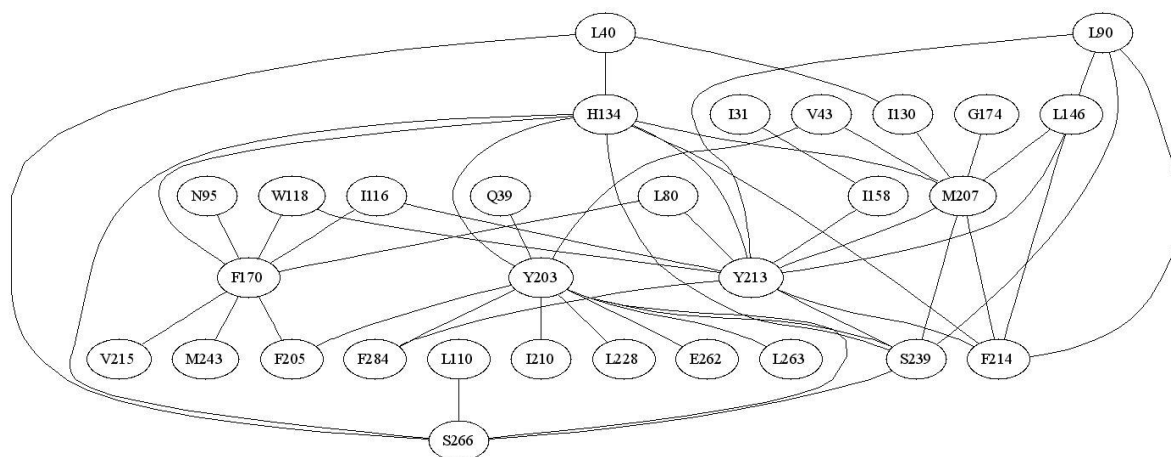 L40 L90
H134 I31 V43 I130 G174 L146
N95 W118 I116 Q39 L80 I158 M207
F170 Y203 Y213
V215 M243 F205 F284 L110 I210 L228 E262 L263 S239 F214
S266